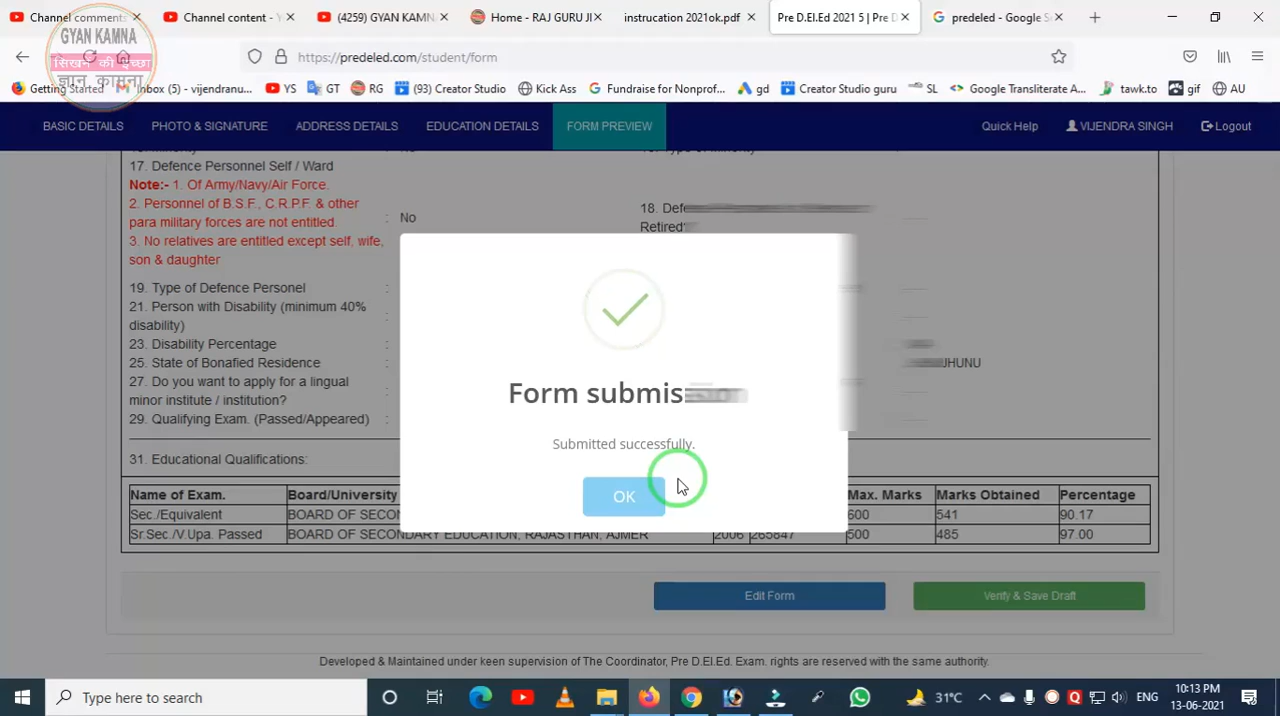 Channel comments
Channel content - Y
(4259) GYAN KAMNA
Home - RAJ GURU JI
instrucation 2021ok.pdf
Pre D.El.Ed 2021 5 | Pre D
predeled - Google S
GYAN KAMNA
सिखने की इच्छा
ज्ञान कामना
https://predeled.com/student/form
Getting Started
Inbox (5) - vijendranu...
YS
GT
RG
(93) Creator Studio
Kick Ass
Fundraise for Nonprof...
gd
Creator Studio guru
SL
Google Transliterate A...
tawk.to
gif
AU
BASIC DETAILS
PHOTO & SIGNATURE
ADDRESS DETAILS
EDUCATION DETAILS
FORM PREVIEW
Quick Help
VIJENDRA SINGH
Logout
17. Defence Personnel Self / Ward
Note:- 1. Of Army/Navy/Air Force.
2. Personnel of B.S.F., C.R.P.F. & other
para military forces are not entitled.
3. No relatives are entitled except self, wife,
son & daughter
: No
18.
Retired
19. Type of Defence Personel :
21. Person with Disability (minimum 40%
disability) :
23. Disability Percentage :
25. State of Bonafied Residence :
JHUNU
27. Do you want to apply for a lingual
minor institute / institution? :
29. Qualifying Exam. (Passed/Appeared) :
Form
Submitted successfully.
OK
31. Educational Qualifications:
Name of Exam. Board/University Max. Marks Marks Obtained Percentage
Sec./Equivalent BOARD OF SECON 600 541 90.17
Sr.Sec./V.Upa. Passed BOARD OF SECONDARY EDUCATION, RAJASTHAN, AJMER 2006 265847 500 485 97.00
Edit Form
Verify & Save Draft
Developed & Maintained under keen supervision of The Coordinator, Pre D.El.Ed. Exam. rights are reserved with the same authority.
Type here to search
31°C
ENG
10:13 PM
13-06-2021